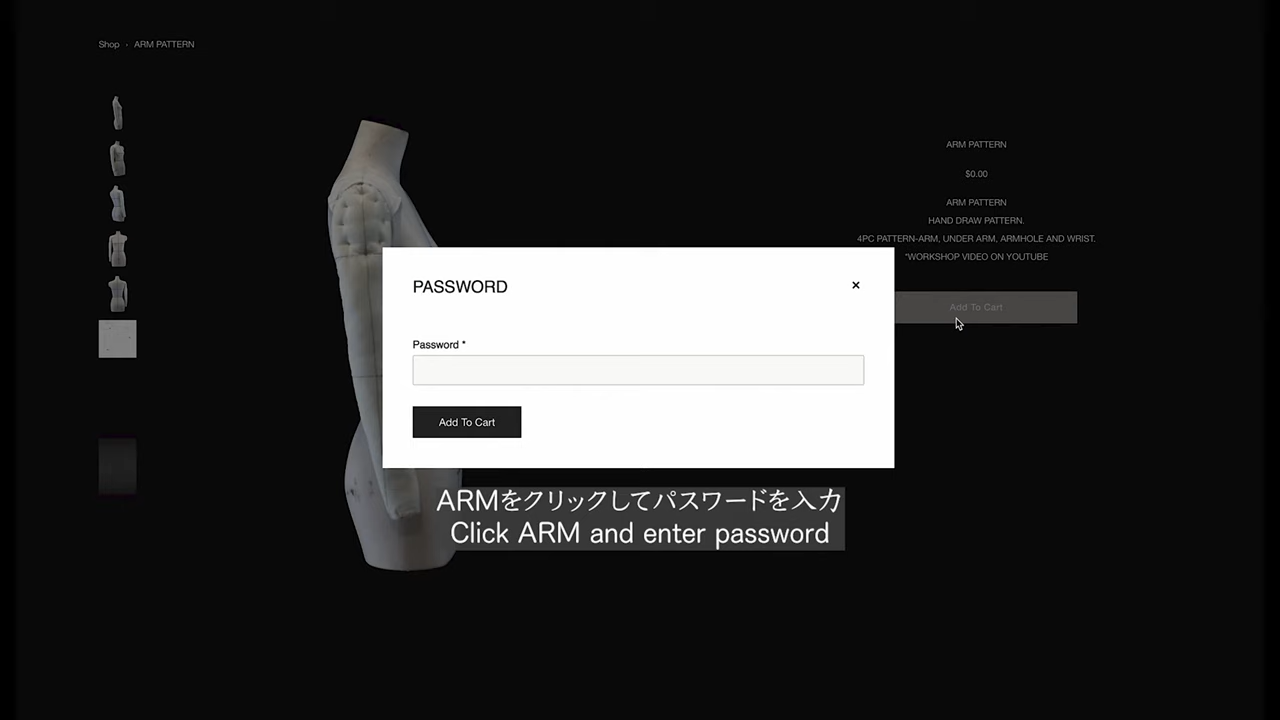 Shop › ARM PATTERN
ARM PATTERN
$0.00
ARM PATTERN
HAND DRAW PATTERN.
4PC PATTERN-ARM, UNDER ARM, ARMHOLE AND WRIST.
*WORKSHOP VIDEO ON YOUTUBE
Add To Cart
PASSWORD
×
Password *
Add To Cart
ARMをクリックしてパスワードを入力
Click ARM and enter password